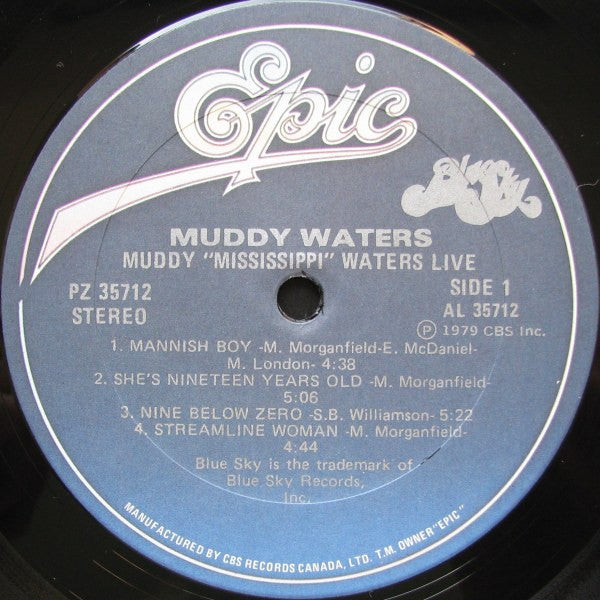 Epic
Blue Sky
MUDDY WATERS
MUDDY "MISSISSIPPI" WATERS LIVE
PZ 35712
STEREO
SIDE 1
AL 35712
Ⓟ 1979 CBS Inc.
1. MANNISH BOY -M. Morganfield-E. McDaniel-
M. London- 4:38
2. SHE'S NINETEEN YEARS OLD -M. Morganfield-
5:06
3. NINE BELOW ZERO -S.B. Williamson- 5:22
4. STREAMLINE WOMAN -M. Morganfield-
4:44
Blue Sky is the trademark of
Blue Sky Records,
Inc.
MANUFACTURED BY CBS RECORDS CANADA, LTD. T.M. OWNER "EPIC"